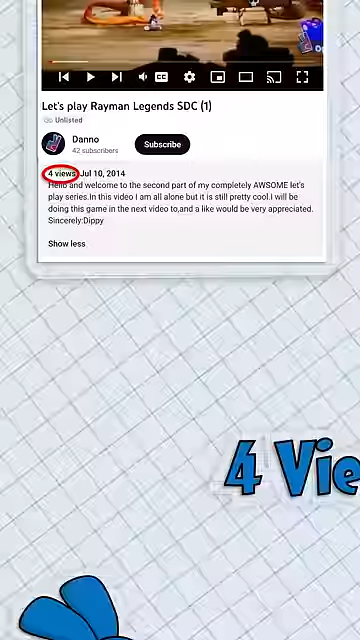 Let's play Rayman Legends SDC (1)
Unlisted
Danno
42 subscribers
Subscribe
4 views Jul 10, 2014
Hello and welcome to the second part of my completely AWSOME let's
play series.In this video I am all alone but it is still pretty cool.I will be
doing this game in the next video to,and a like would be very appreciated.
Sincerely:Dippy
Show less
4 Vie